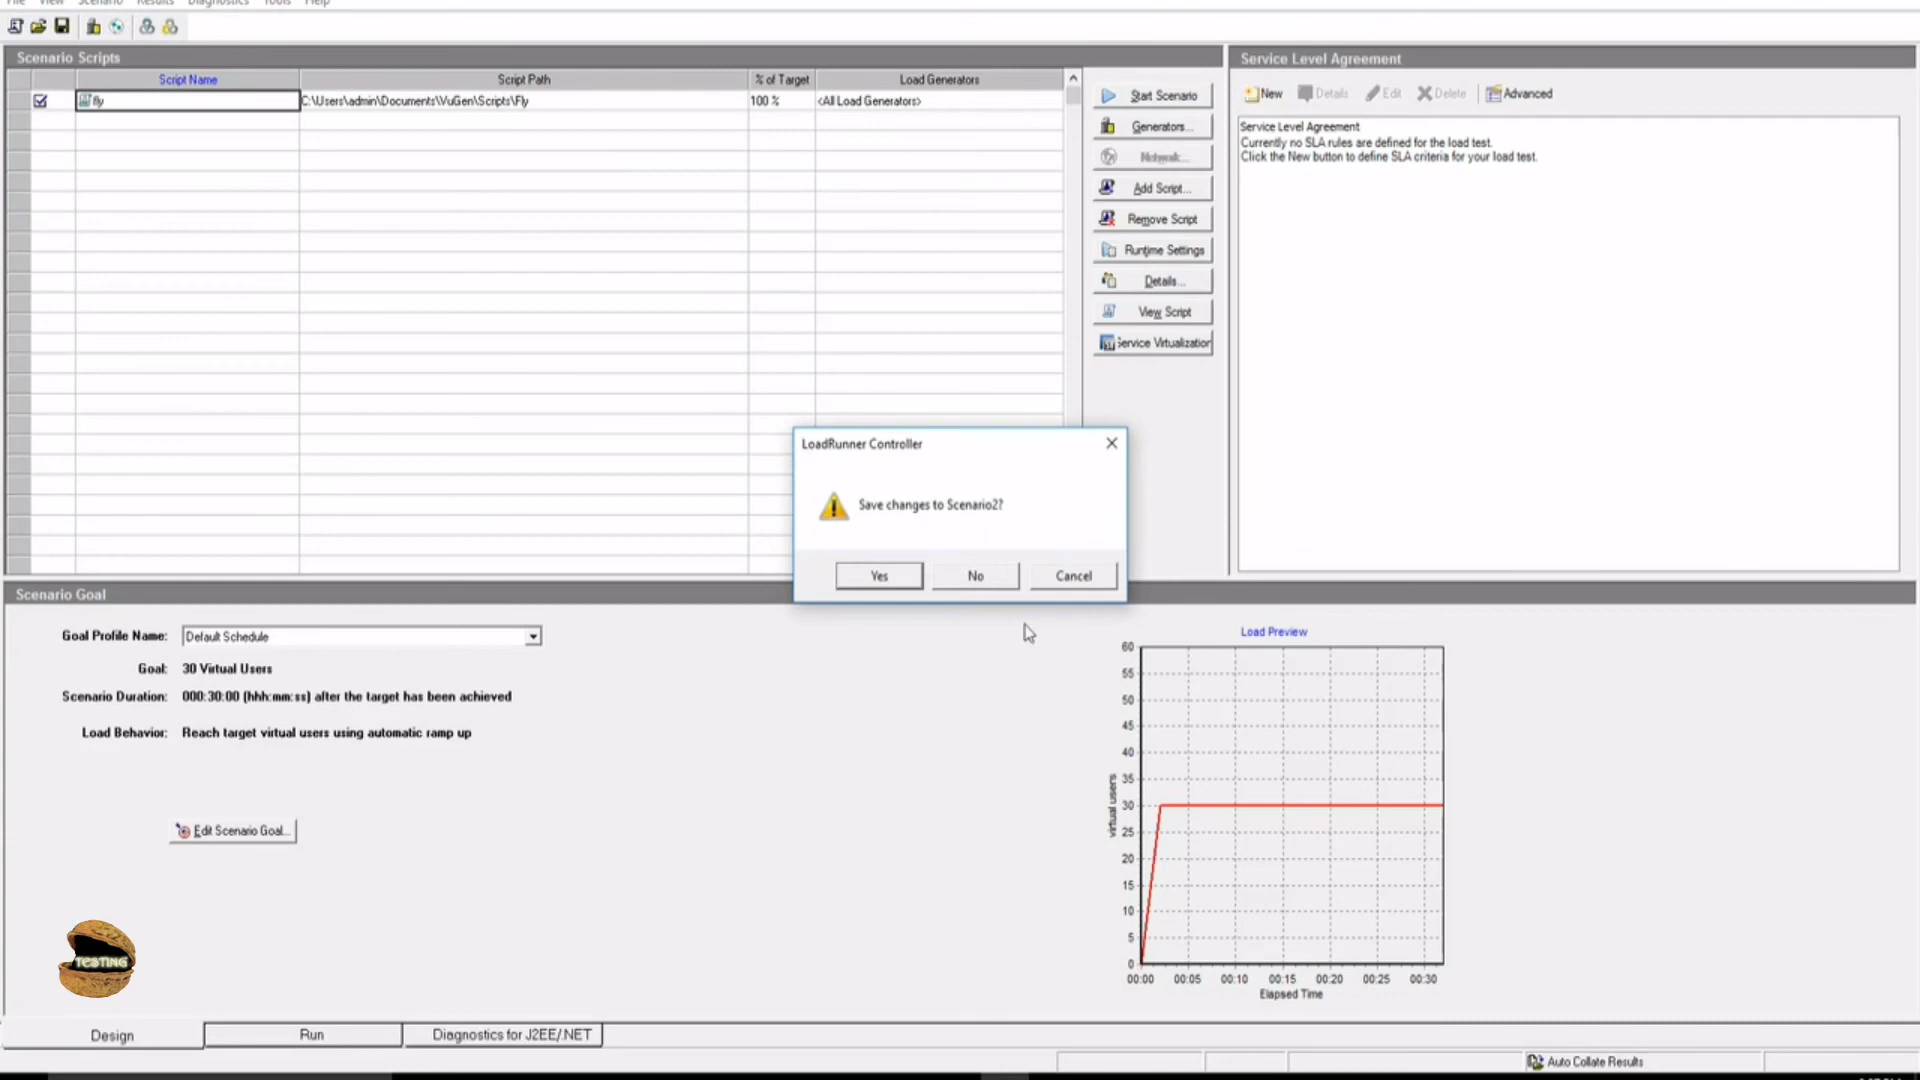 File View Scenario Results Diagnostics Tools Help
Scenario Scripts
Script Name Script Path % of Target Load Generators
fly C:\Users\admin\Documents\VuGen\Scripts\Fly 100 % <All Load Generators>
Start Scenario
Generators...
Network...
Add Script...
Remove Script
Runtime Settings
Details...
View Script
Service Virtualization
Service Level Agreement
New Details Edit Delete Advanced
Service Level Agreement
Currently no SLA rules are defined for the load test.
Click the New button to define SLA criteria for your load test.
LoadRunner Controller
Save changes to Scenario2?
Yes No Cancel
Scenario Goal
Goal Profile Name: Default Schedule
Goal: 30 Virtual Users
Scenario Duration: 000:30:00 (hhh:mm:ss) after the target has been achieved
Load Behavior: Reach target virtual users using automatic ramp up
Edit Scenario Goal...
TESTING
Load Preview
60
55
50
45
40
35
30
25
20
15
10
5
0
virtual users
00:00 00:05 00:10 00:15 00:20 00:25 00:30
Elapsed Time
Design Run Diagnostics for J2EE/.NET
Auto Collate Results